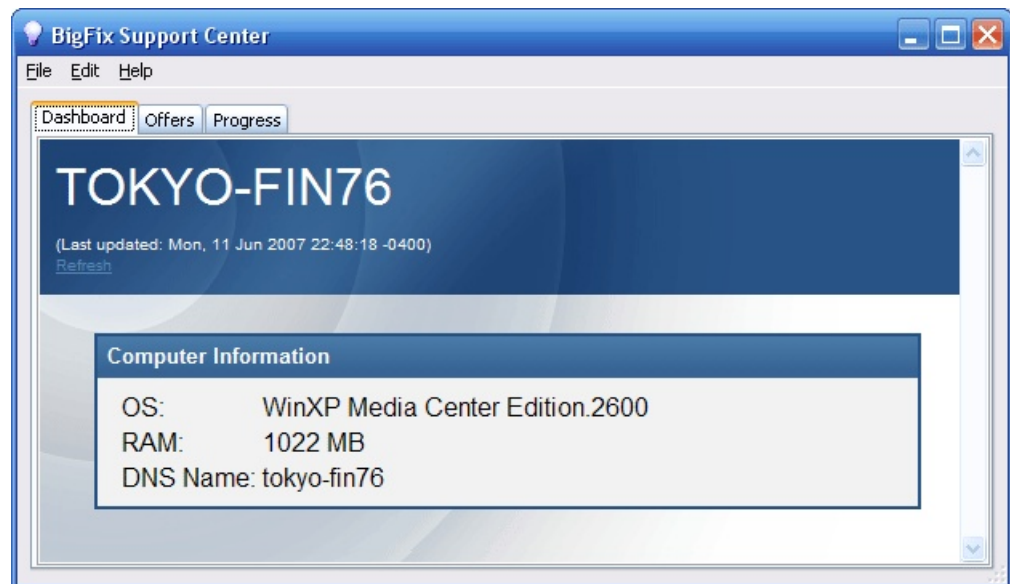 BigFix Support Center
File Edit Help
Dashboard Offers Progress
TOKYO-FIN76
(Last updated: Mon, 11 Jun 2007 22:48:18 -0400)
Refresh
Computer Information
OS: WinXP Media Center Edition.2600
RAM: 1022 MB
DNS Name: tokyo-fin76